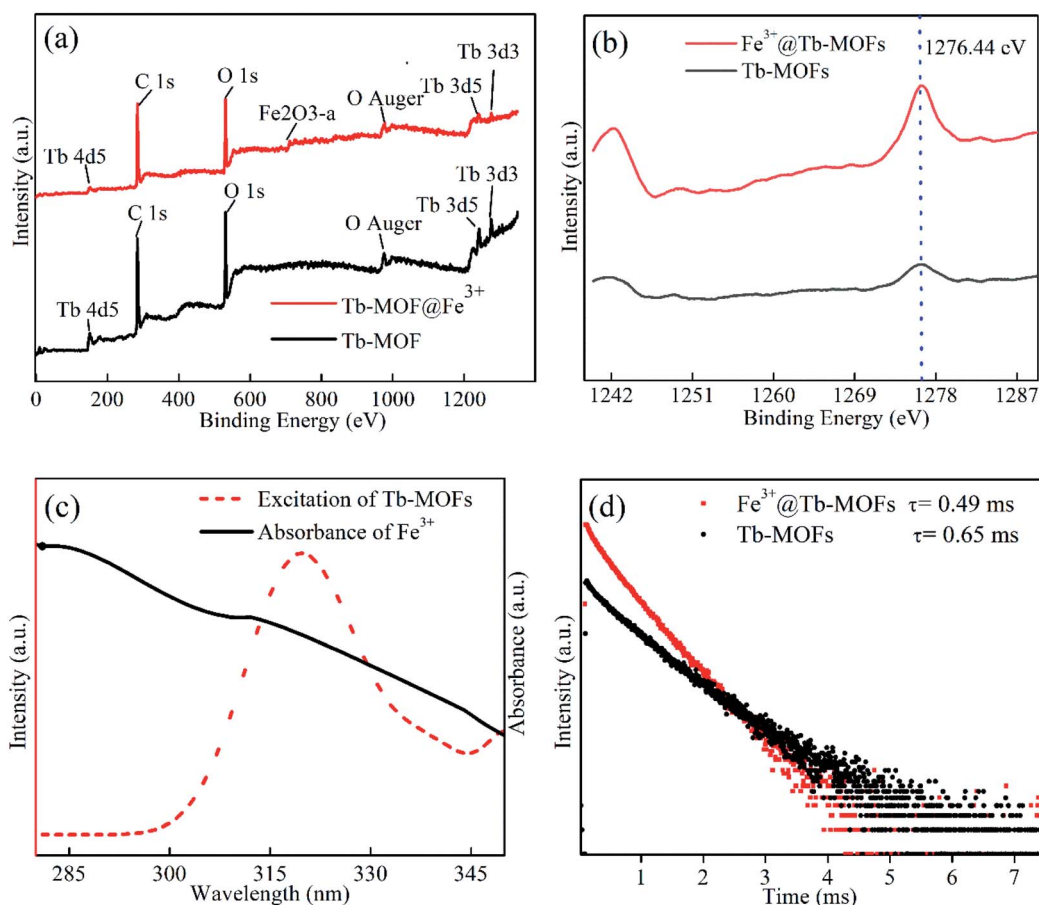 (a)
Tb 3d3
C 1s
O 1s
Tb 3d5
O Auger
Fe2O3-a
Tb 4d5
Tb 3d3
O 1s
C 1s
Tb 3d5
O Auger
Tb 4d5
Tb-MOF@Fe³⁺
Tb-MOF
Intensity (a.u.)
0 200 400 600 800 1000 1200
Binding Energy (eV)
(b)
Fe³⁺@Tb-MOFs
Tb-MOFs
1276.44 eV
Intensity (a.u.)
1242 1251 1260 1269 1278 1287
Binding Energy (eV)
(c)
Excitation of Tb-MOFs
Absorbance of Fe³⁺
Intensity (a.u.)
Absorbance (a.u.)
285 300 315 330 345
Wavelength (nm)
(d)
Fe³⁺@Tb-MOFs τ= 0.49 ms
Tb-MOFs τ= 0.65 ms
Intensity (a.u.)
1 2 3 4 5 6 7
Time (ms)